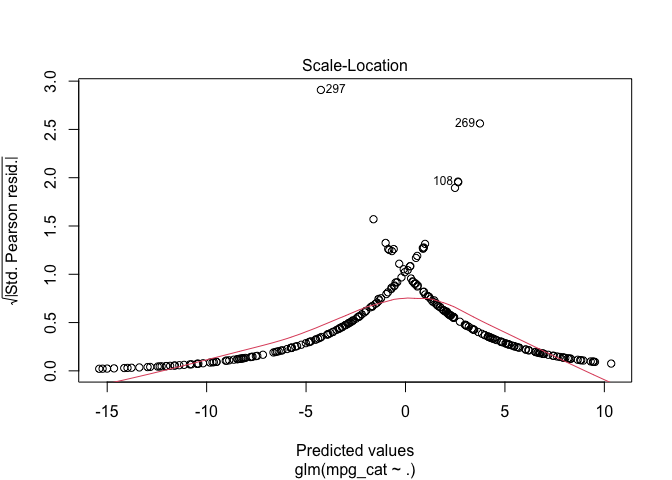 Scale-Location
√|Std. Pearson resid.|
3.0
2.5
2.0
1.5
1.0
0.5
0.0
297
269
108
-15 -10 -5 0 5 10
Predicted values
glm(mpg_cat ~ .)